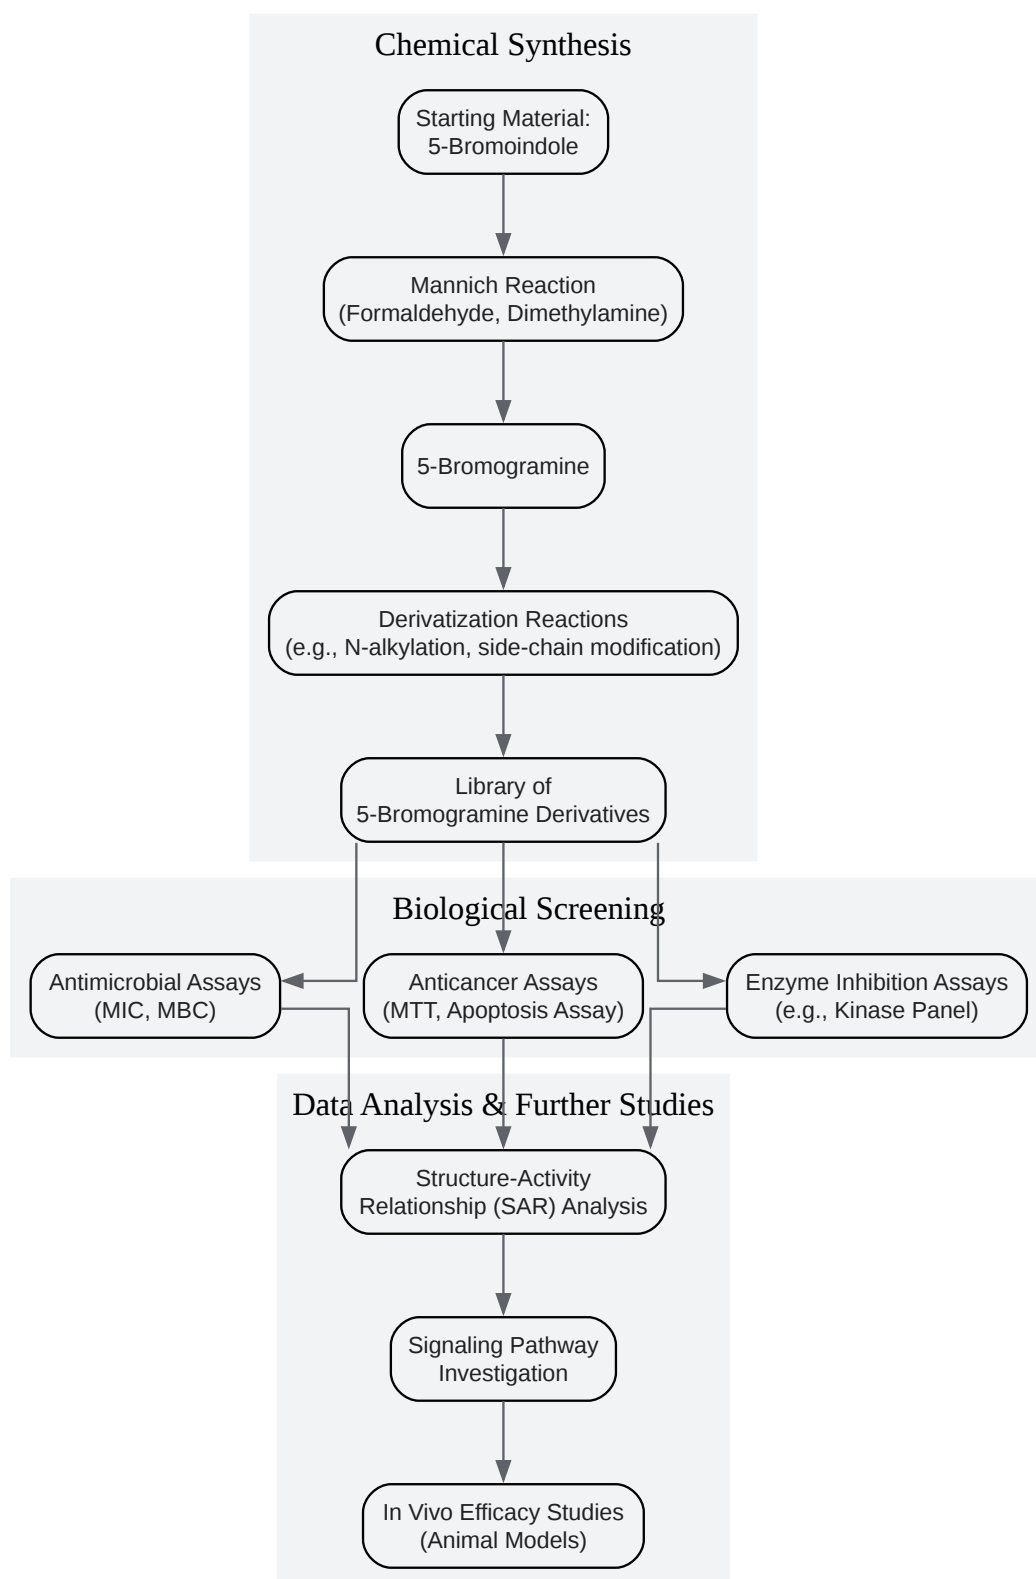 Chemical Synthesis
Starting Material:
5-Bromoindole
Mannich Reaction
(Formaldehyde, Dimethylamine)
5-Bromogramine
Derivatization Reactions
(e.g., N-alkylation, side-chain modification)
Library of
5-Bromogramine Derivatives
Biological Screening
Antimicrobial Assays
(MIC, MBC)
Anticancer Assays
(MTT, Apoptosis Assay)
Enzyme Inhibition Assays
(e.g., Kinase Panel)
Data Analysis & Further Studies
Structure-Activity
Relationship (SAR) Analysis
Signaling Pathway
Investigation
In Vivo Efficacy Studies
(Animal Models)